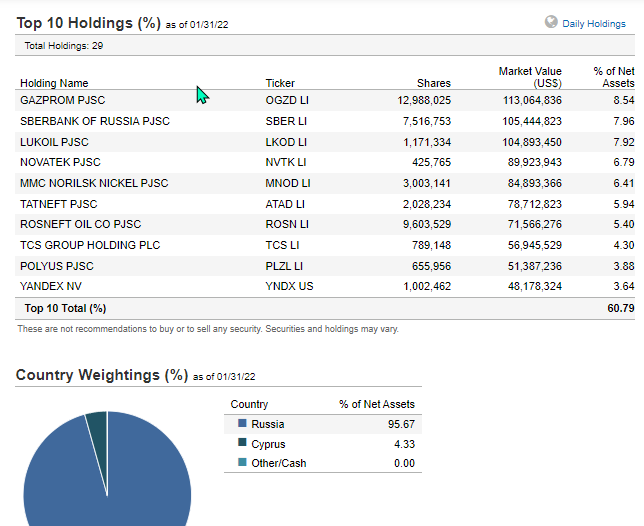 Top 10 Holdings (%) as of 01/31/22 Daily Holdings
Total Holdings: 29
Holding Name Ticker Shares Market Value (US$) % of Net Assets
GAZPROM PJSC OGZD LI 12,988,025 113,064,836 8.54
SBERBANK OF RUSSIA PJSC SBER LI 7,516,753 105,444,823 7.96
LUKOIL PJSC LKOD LI 1,171,334 104,893,450 7.92
NOVATEK PJSC NVTK LI 425,765 89,923,943 6.79
MMC NORILSK NICKEL PJSC MNOD LI 3,003,141 84,893,366 6.41
TATNEFT PJSC ATAD LI 2,028,234 78,712,823 5.94
ROSNEFT OIL CO PJSC ROSN LI 9,603,529 71,566,276 5.40
TCS GROUP HOLDING PLC TCS LI 789,148 56,945,529 4.30
POLYUS PJSC PLZL LI 655,956 51,387,236 3.88
YANDEX NV YNDX US 1,002,462 48,178,324 3.64
Top 10 Total (%) 60.79
These are not recommendations to buy or to sell any security. Securities and holdings may vary.
Country Weightings (%) as of 01/31/22
Country % of Net Assets
Russia 95.67
Cyprus 4.33
Other/Cash 0.00